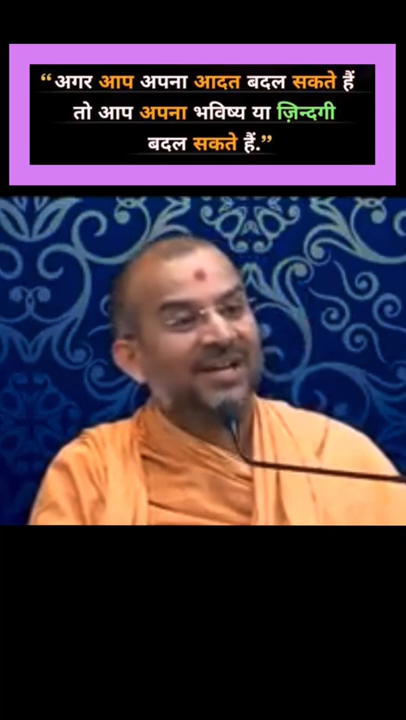 “अगर आप अपना आदत बदल सकते हैं
तो आप अपना भविष्य या ज़िन्दगी
बदल सकते हैं.”